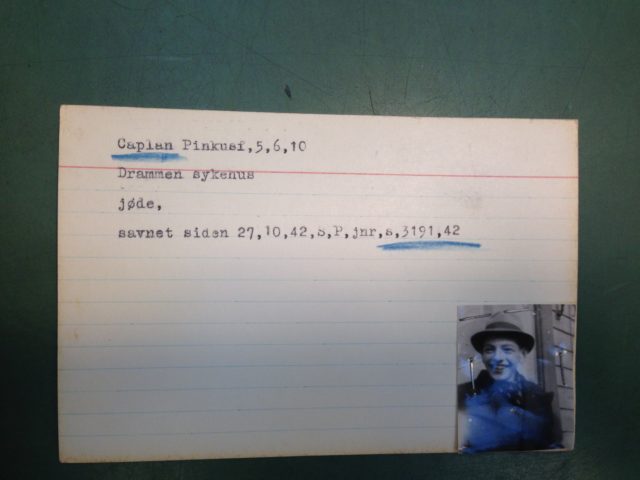 Caplan Pinkusf,5,6,10
Drammen sykehus
jøde,
savnet siden 27,10,42,S,P,jnr,s,3191,42